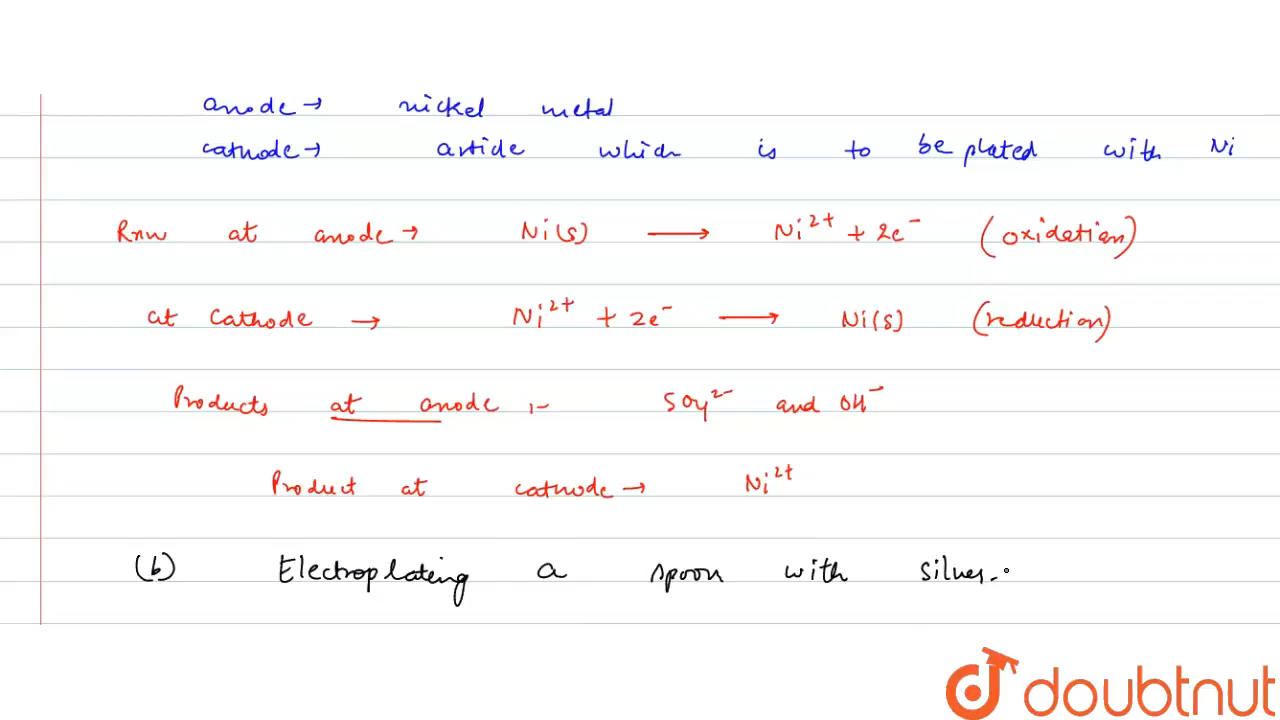 anode → nickel metal
cathode → article which is to be plated with Ni
Rnx at anode → Ni(s) ⟶ Ni²⁺ + 2e⁻ (oxidation)
at cathode → Ni²⁺ + 2e⁻ ⟶ Ni(s) (reduction)
Products at anode :- SO₄²⁻ and OH⁻
Product at cathode → Ni²⁺
(b) Electroplating a spoon with silver.
doubtnut